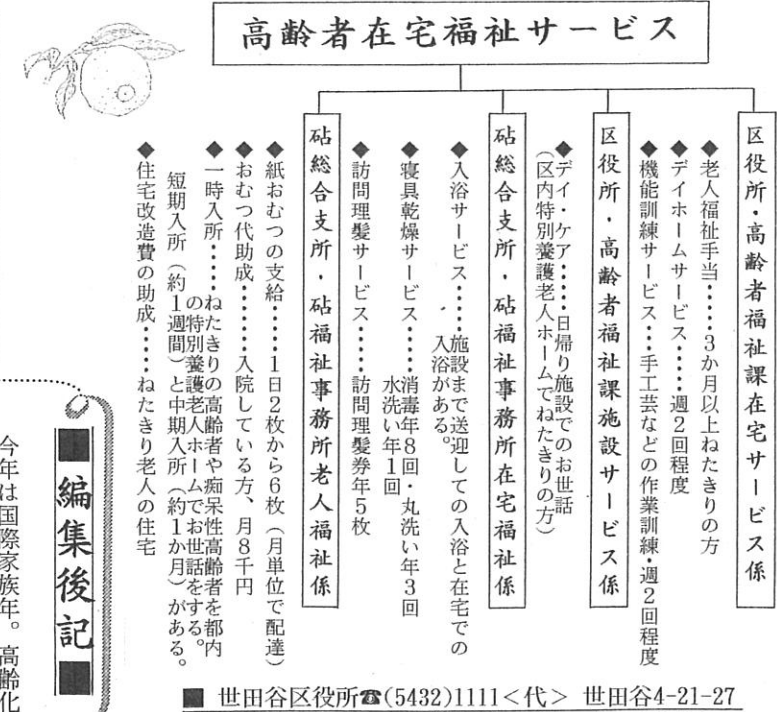 高齢者在宅福祉サービス
区役所・高齢者福祉課在宅サービス係
◆老人福祉手当‥‥３か月以上ねたきりの方
◆デイホームサービス‥‥週２回程度
◆機能訓練サービス‥‥手工芸などの作業訓練・週２回程度
区役所・高齢者福祉課施設サービス係
◆デイ・ケア‥‥日帰り施設でのお世話
（区内特別養護老人ホームでねたきりの方）
砧総合支所・砧福祉事務所在宅福祉係
◆入浴サービス‥‥施設まで送迎しての入浴と在宅での
入浴がある。
◆寝具乾燥サービス‥‥消毒年８回・丸洗い年３回
水洗い年１回
◆訪問理髪サービス‥‥訪問理髪券年５枚
砧総合支所・砧福祉事務所老人福祉係
◆紙おむつの支給‥‥１日２枚から６枚（月単位で配達）
◆おむつ代助成‥‥‥入院している方、月８千円
◆一時入所‥‥ねたきりの高齢者や痴呆性高齢者を都内
の特別養護老人ホームでお世話をする。
短期入所（約１週間）と中期入所（約１か月）がある。
◆住宅改造費の助成‥‥ねたきり老人の住宅
■ 世田谷区役所☎(5432)1111<代> 世田谷4-21-27
■編集後記■
今年は国際家族年。高齢化